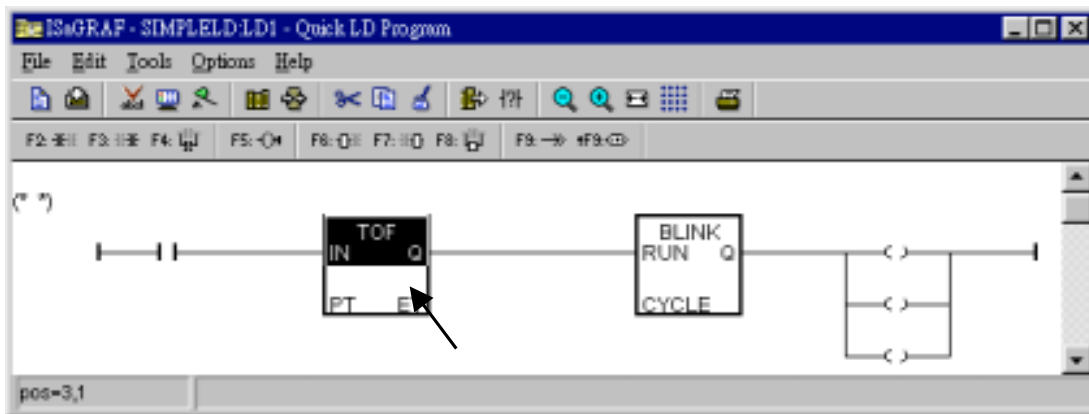 ISaGRAF - SIMPLELD:LD1 - Quick LD Program
File Edit Tools Options Help
F2: F3: F4: F5: F6: F7: F8: F9: ⇑F9:
(* *)
TOF
IN Q
PT E
BLINK
RUN Q
CYCLE
pos=3,1